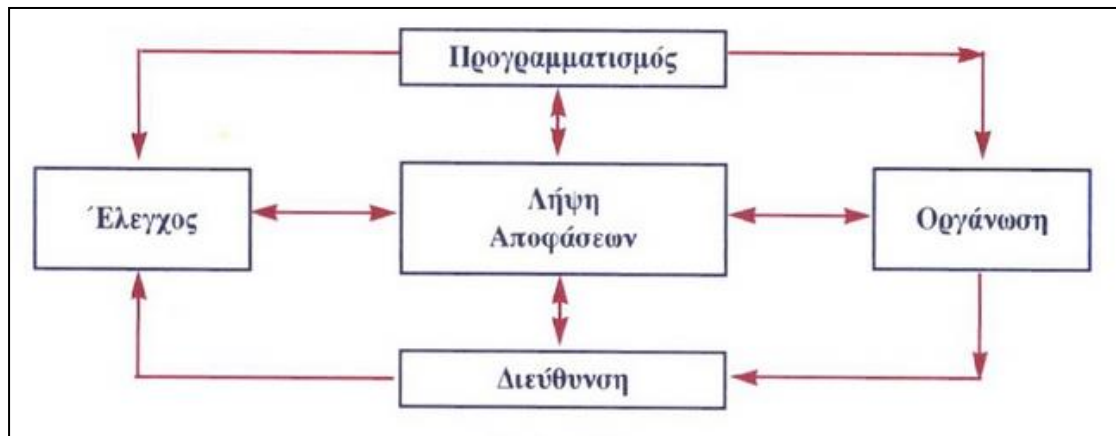 Προγραμματισμός
Έλεγχος
Λήψη
Αποφάσεων
Οργάνωση
Διεύθυνση